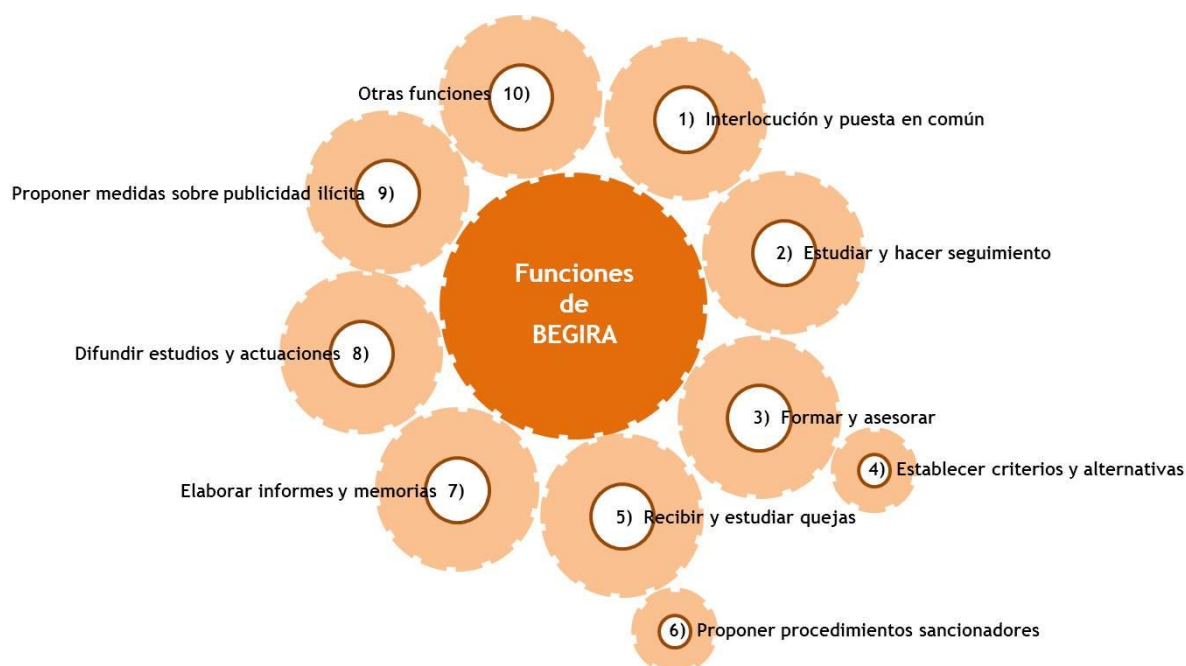 Funciones
de
BEGIRA
1) Interlocución y puesta en común
2) Estudiar y hacer seguimiento
3) Formar y asesorar
4) Establecer criterios y alternativas
5) Recibir y estudiar quejas
6) Proponer procedimientos sancionadores
Elaborar informes y memorias 7)
Difundir estudios y actuaciones 8)
Proponer medidas sobre publicidad ilícita 9)
Otras funciones 10)